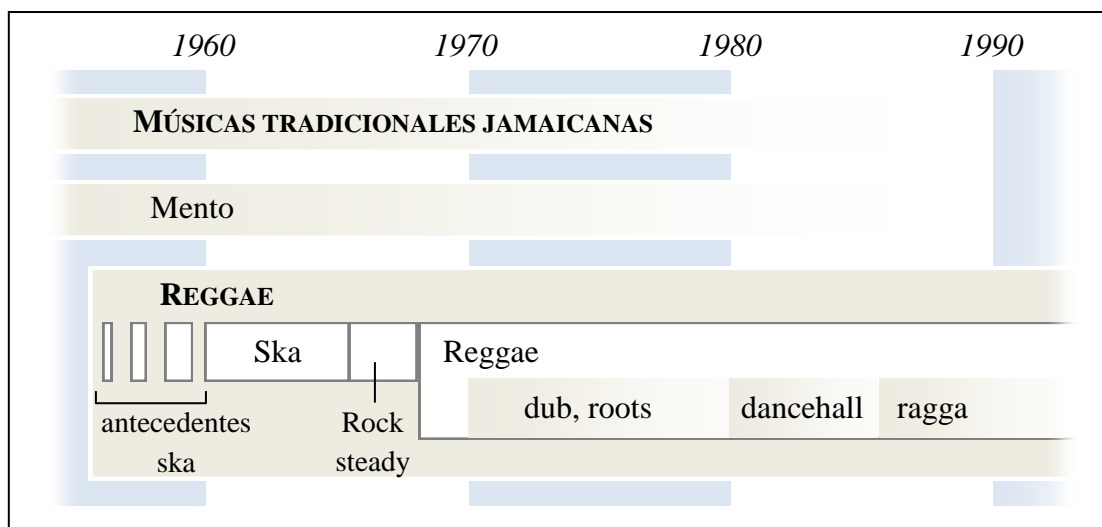 1960 1970 1980 1990
MÚSICAS TRADICIONALES JAMAICANAS
Mento
REGGAE
Ska
Reggae
dub, roots dancehall ragga
antecedentes
ska
Rock
steady